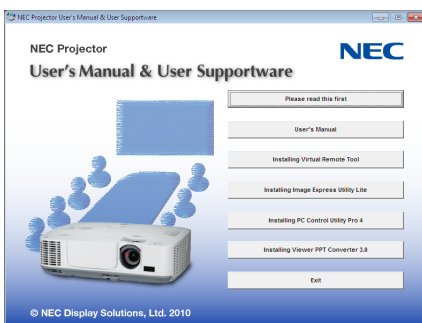 NEC Projector User's Manual & User Supportware
NEC Projector
NEC
User's Manual & User Supportware
Please read this first
User's Manual
Installing Virtual Remote Tool
Installing Image Express Utility Lite
Installing PC Control Utility Pro 4
Installing Viewer PPT Converter 3.0
Exit
© NEC Display Solutions, Ltd. 2010